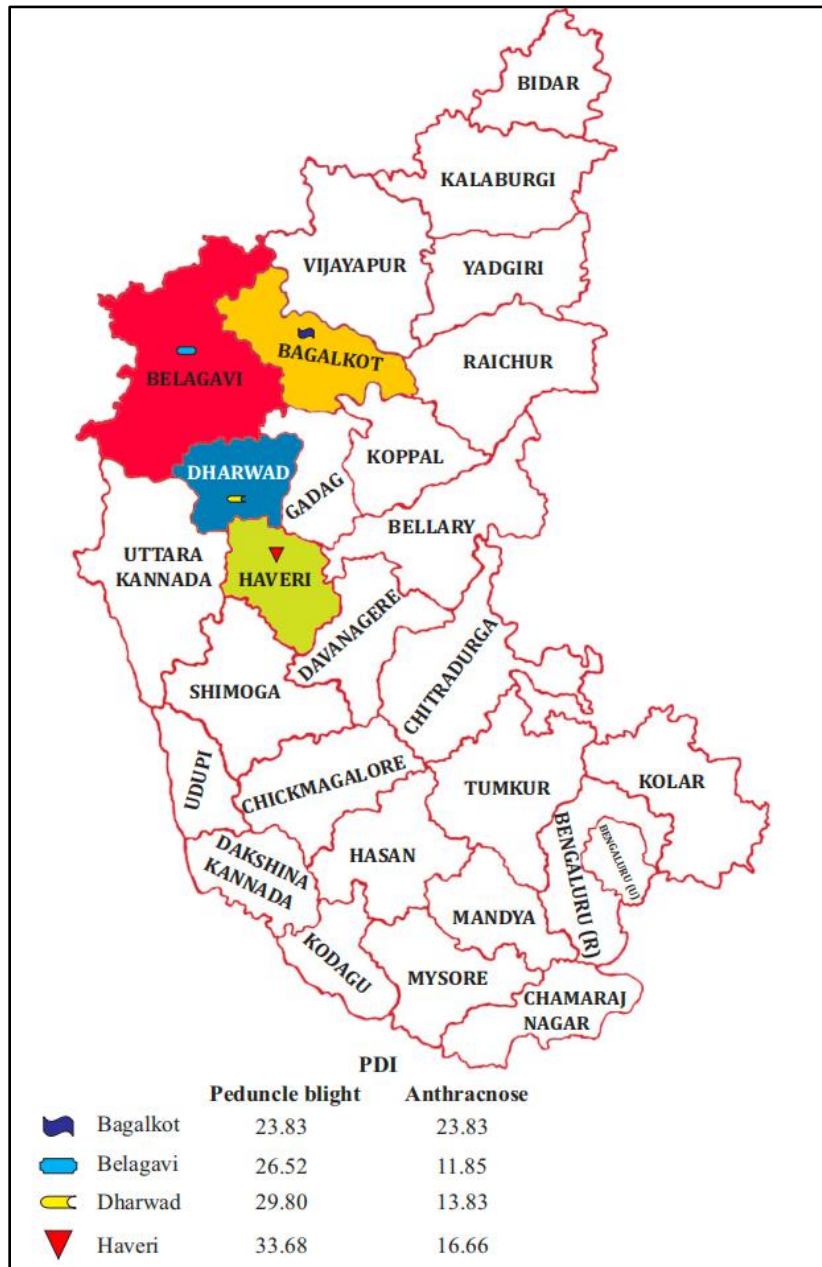 BIDAR
KALABURGI
VIJAYAPUR
YADGIRI
BAGALKOT
RAICHUR
BELAGAVI
KOPPAL
DHARWAD
GADAG
BELLARY
UTTARA
KANNADA
HAVERI
DAVANAGERE
CHITRADURGA
SHIMOGA
UDUPI
CHICKMAGALORE
TUMKUR
KOLAR
BENGALURU (R)
BENGALURU (U)
HASAN
DAKSHINA
KANNADA
MANDYA
KODAGU
MYSORE
CHAMARAJ
NAGAR
PDI
Peduncle blight Anthracnose
Bagalkot 23.83 23.83
Belagavi 26.52 11.85
Dharwad 29.80 13.83
Haveri 33.68 16.66